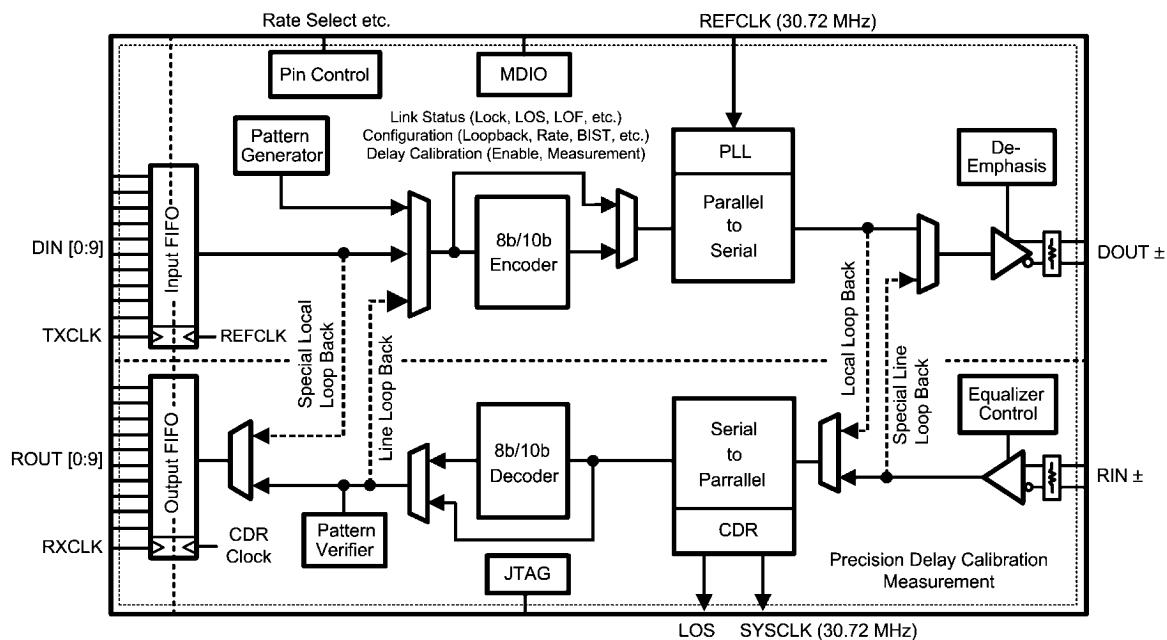 Rate Select etc.
REFCLK (30.72 MHz)
Pin Control
MDIO
Link Status (Lock, LOS, LOF, etc.)
Configuration (Loopback, Rate, BIST, etc.)
Delay Calibration (Enable, Measurement)
Pattern
Generator
PLL
De-
Emphasis
Input FIFO
8b/10b
Encoder
Parallel
to
Serial
DIN [0:9]
DOUT ±
TXCLK
REFCLK
Special Local
Loop Back
Line Loop Back
Local Loop Back
Special Line
Loop Back
Output FIFO
8b/10b
Decoder
Serial
to
Parrallel
Equalizer
Control
ROUT [0:9]
RIN ±
CDR
RXCLK
CDR
Clock
Pattern
Verifier
JTAG
Precision Delay Calibration
Measurement
LOS
SYSCLK (30.72 MHz)